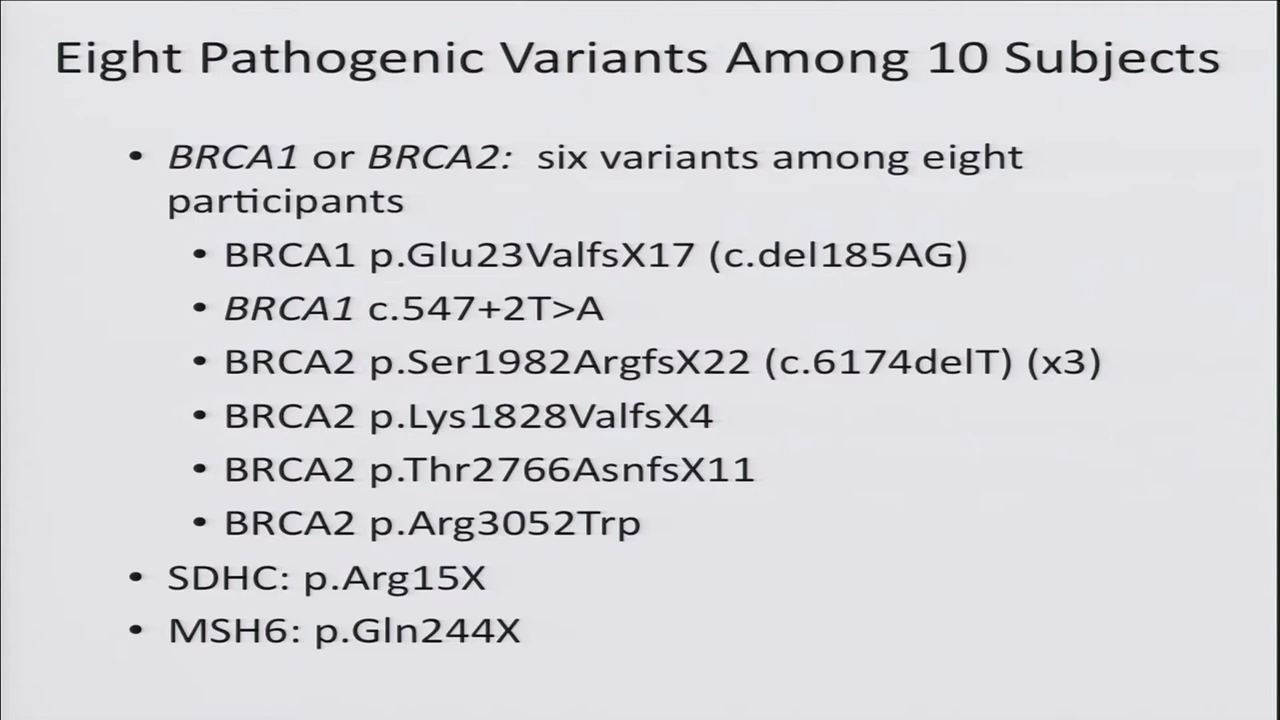 Eight Pathogenic Variants Among 10 Subjects
• BRCA1 or BRCA2: six variants among eight
participants
• BRCA1 p.Glu23ValfsX17 (c.del185AG)
• BRCA1 c.547+2T>A
• BRCA2 p.Ser1982ArgfsX22 (c.6174delT) (x3)
• BRCA2 p.Lys1828ValfsX4
• BRCA2 p.Thr2766AsnfsX11
• BRCA2 p.Arg3052Trp
• SDHC: p.Arg15X
• MSH6: p.Gln244X